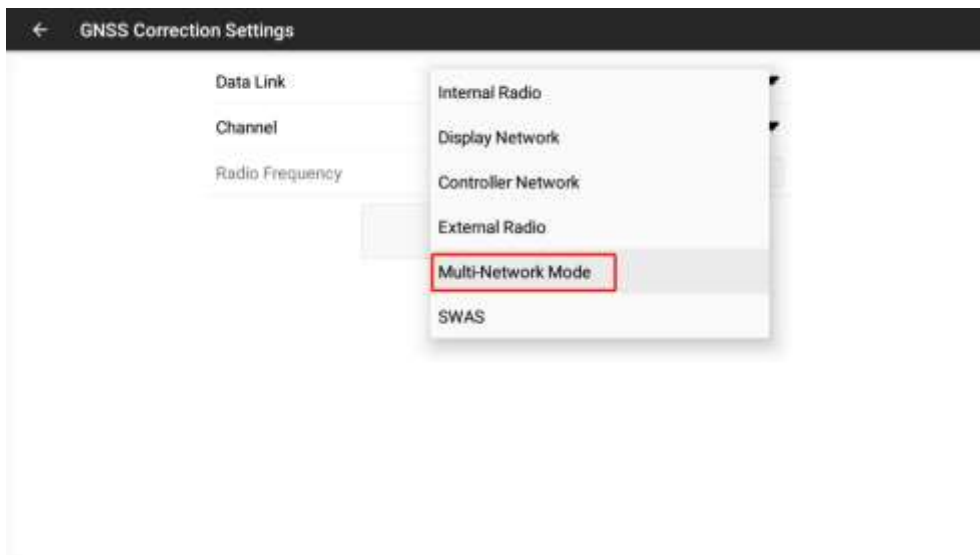 GNSS Correction Settings
Data Link
Channel
Radio Frequency
Internal Radio
Display Network
Controller Network
External Radio
Multi-Network Mode
SWAS